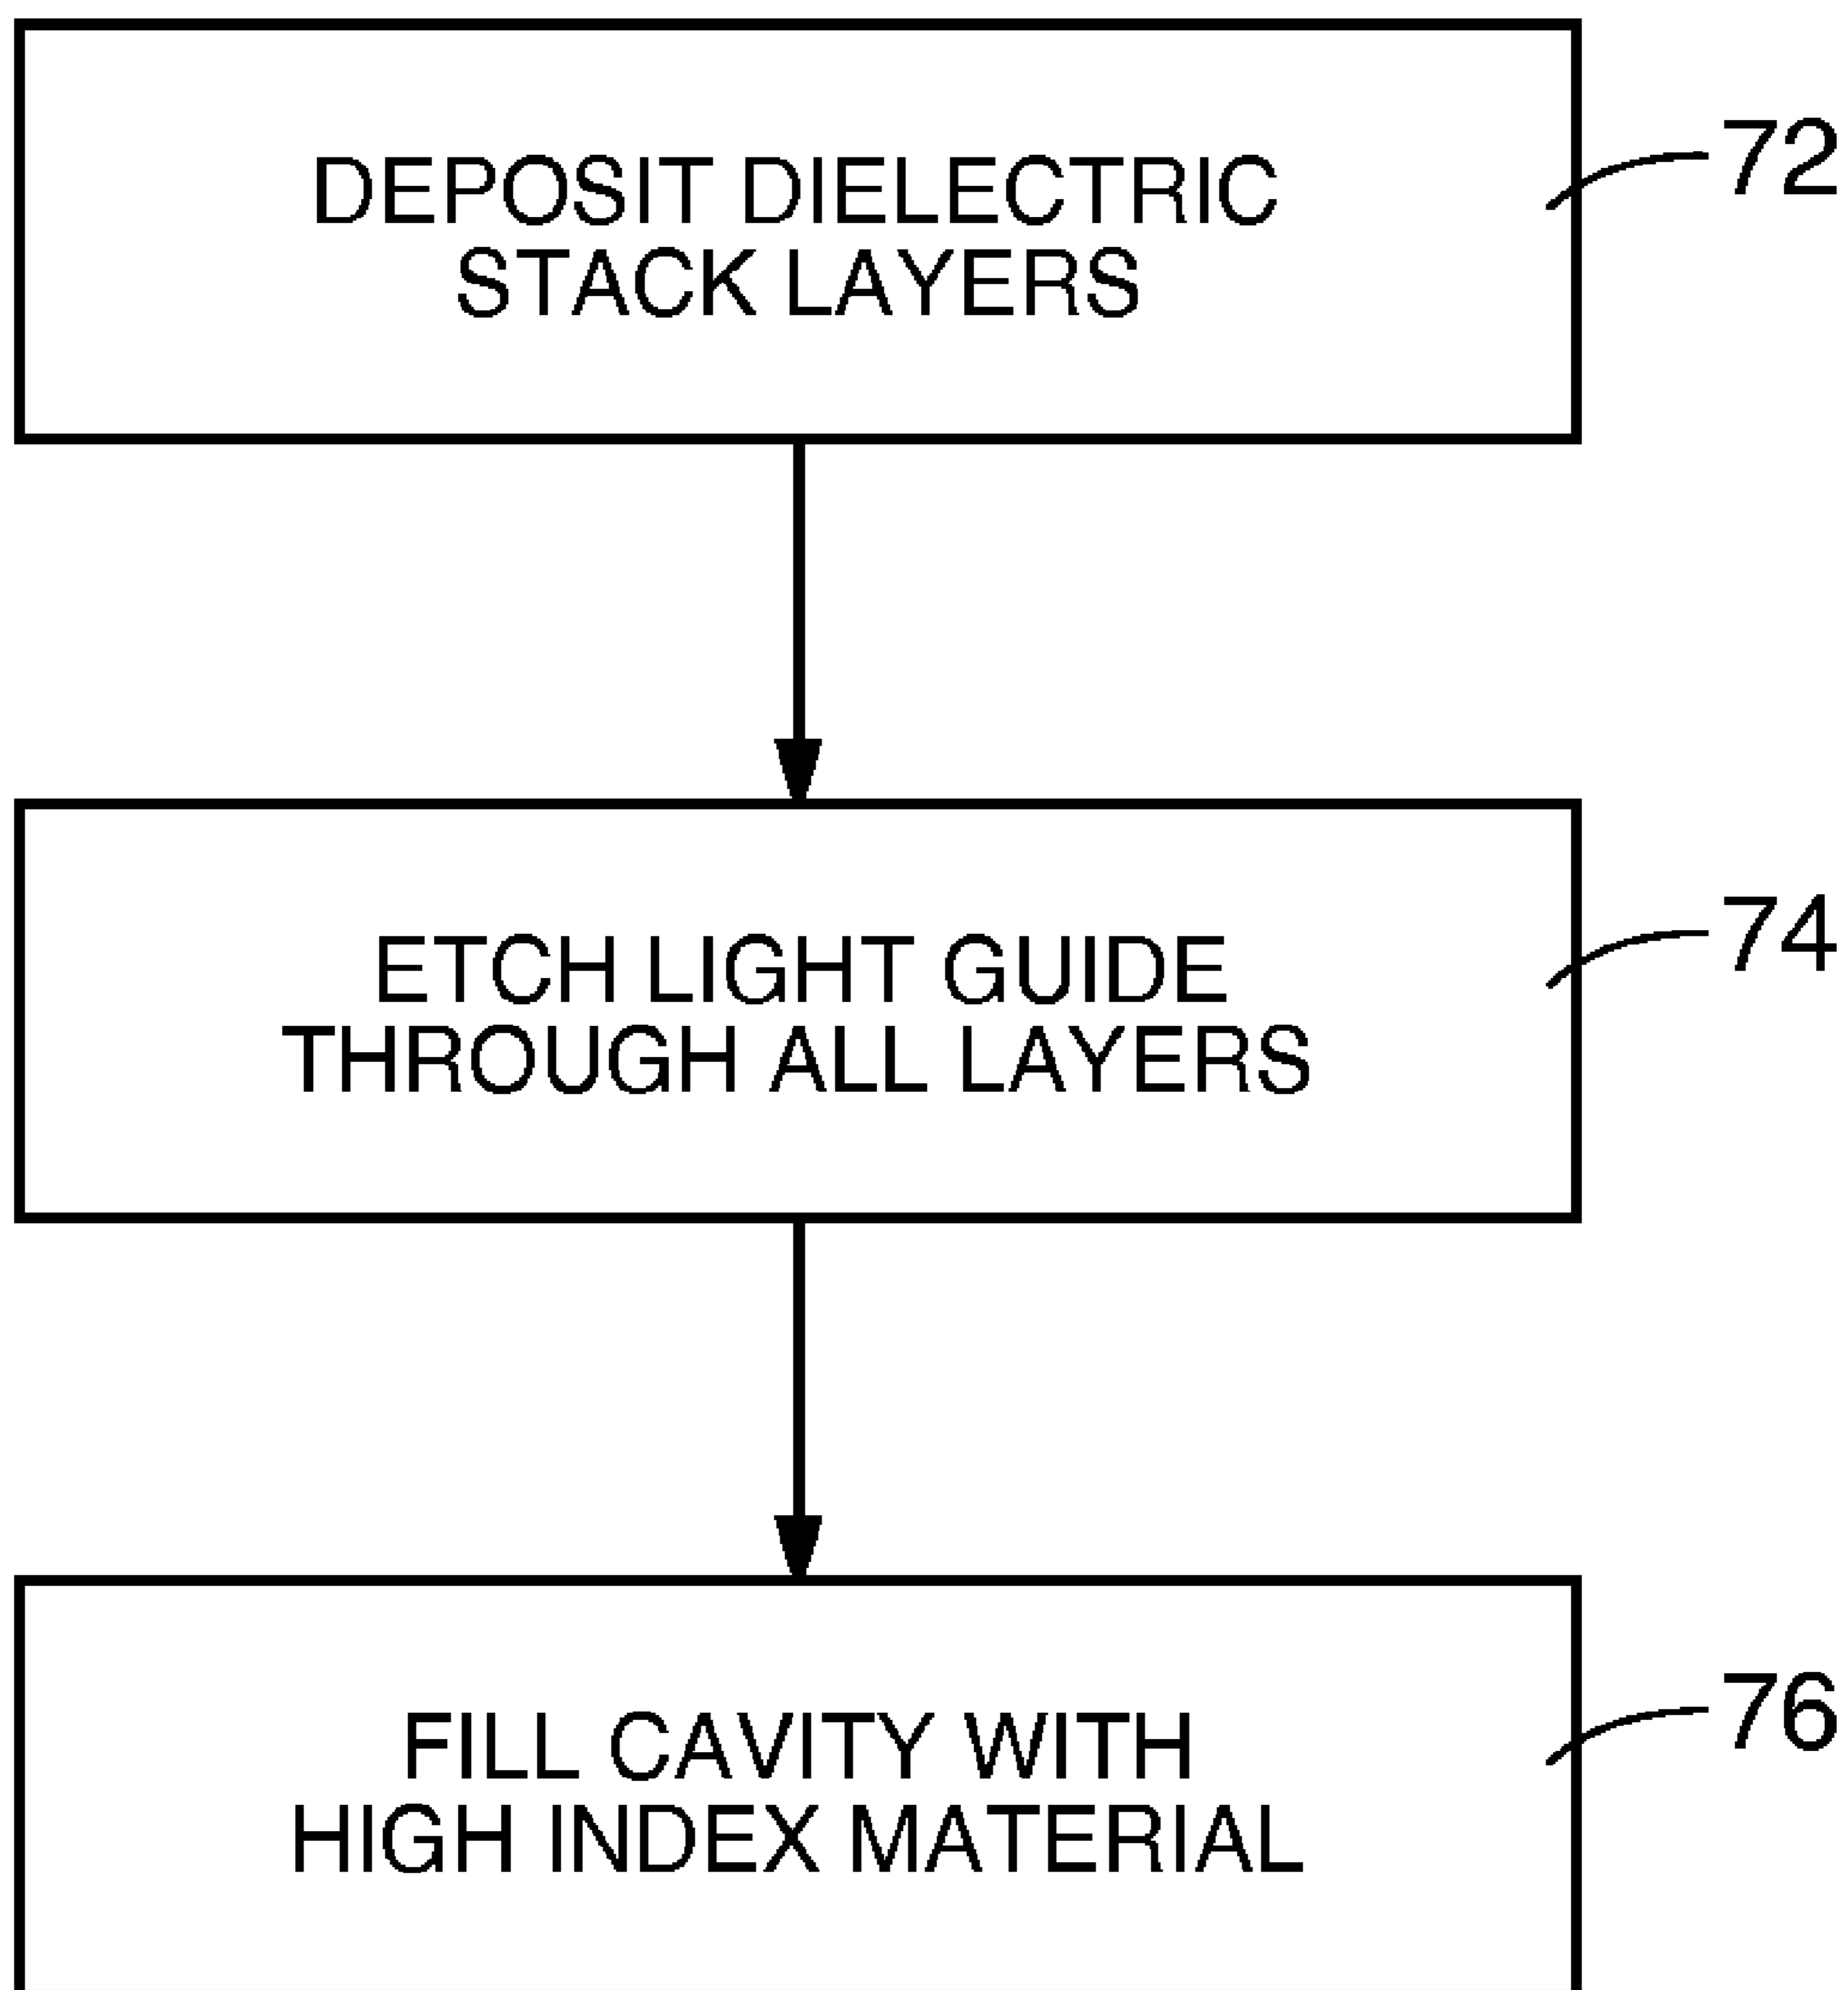 DEPOSIT DIELECTRIC
STACK LAYERS
72
ETCH LIGHT GUIDE
THROUGH ALL LAYERS
74
FILL CAVITY WITH
HIGH INDEX MATERIAL
76